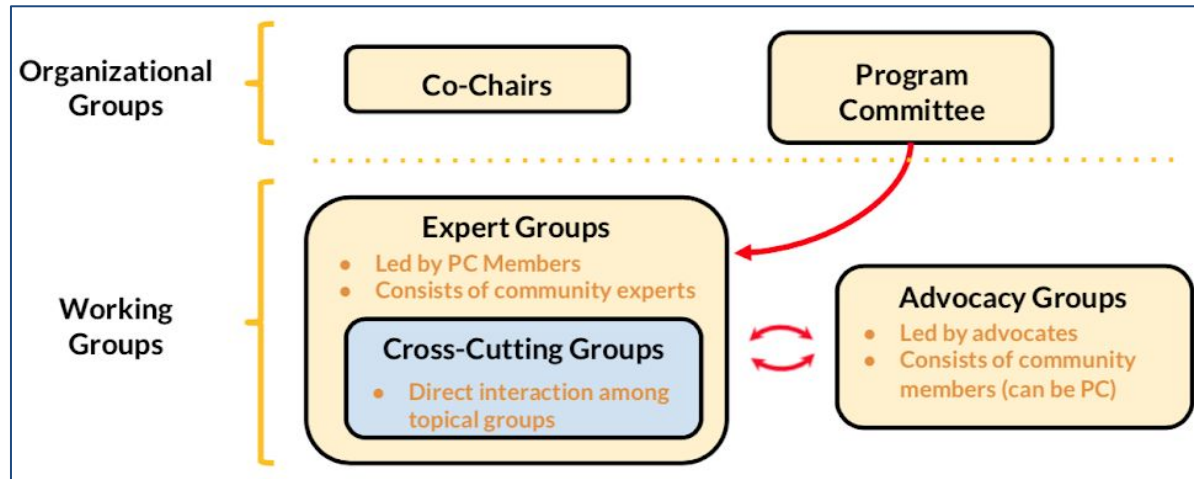 Organizational
Groups
Co-Chairs
Program
Committee
Working
Groups
Expert Groups
● Led by PC Members
● Consists of community experts
Cross-Cutting Groups
● Direct interaction among
topical groups
Advocacy Groups
● Led by advocates
● Consists of community
members (can be PC)